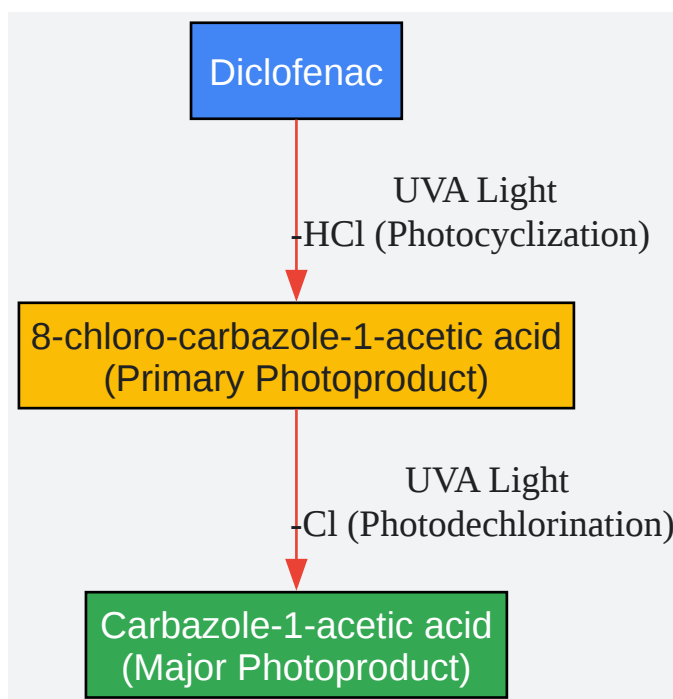 Diclofenac
UVA Light
-HCl (Photocyclization)
8-chloro-carbazole-1-acetic acid
(Primary Photoproduct)
UVA Light
-Cl (Photodechlorination)
Carbazole-1-acetic acid
(Major Photoproduct)